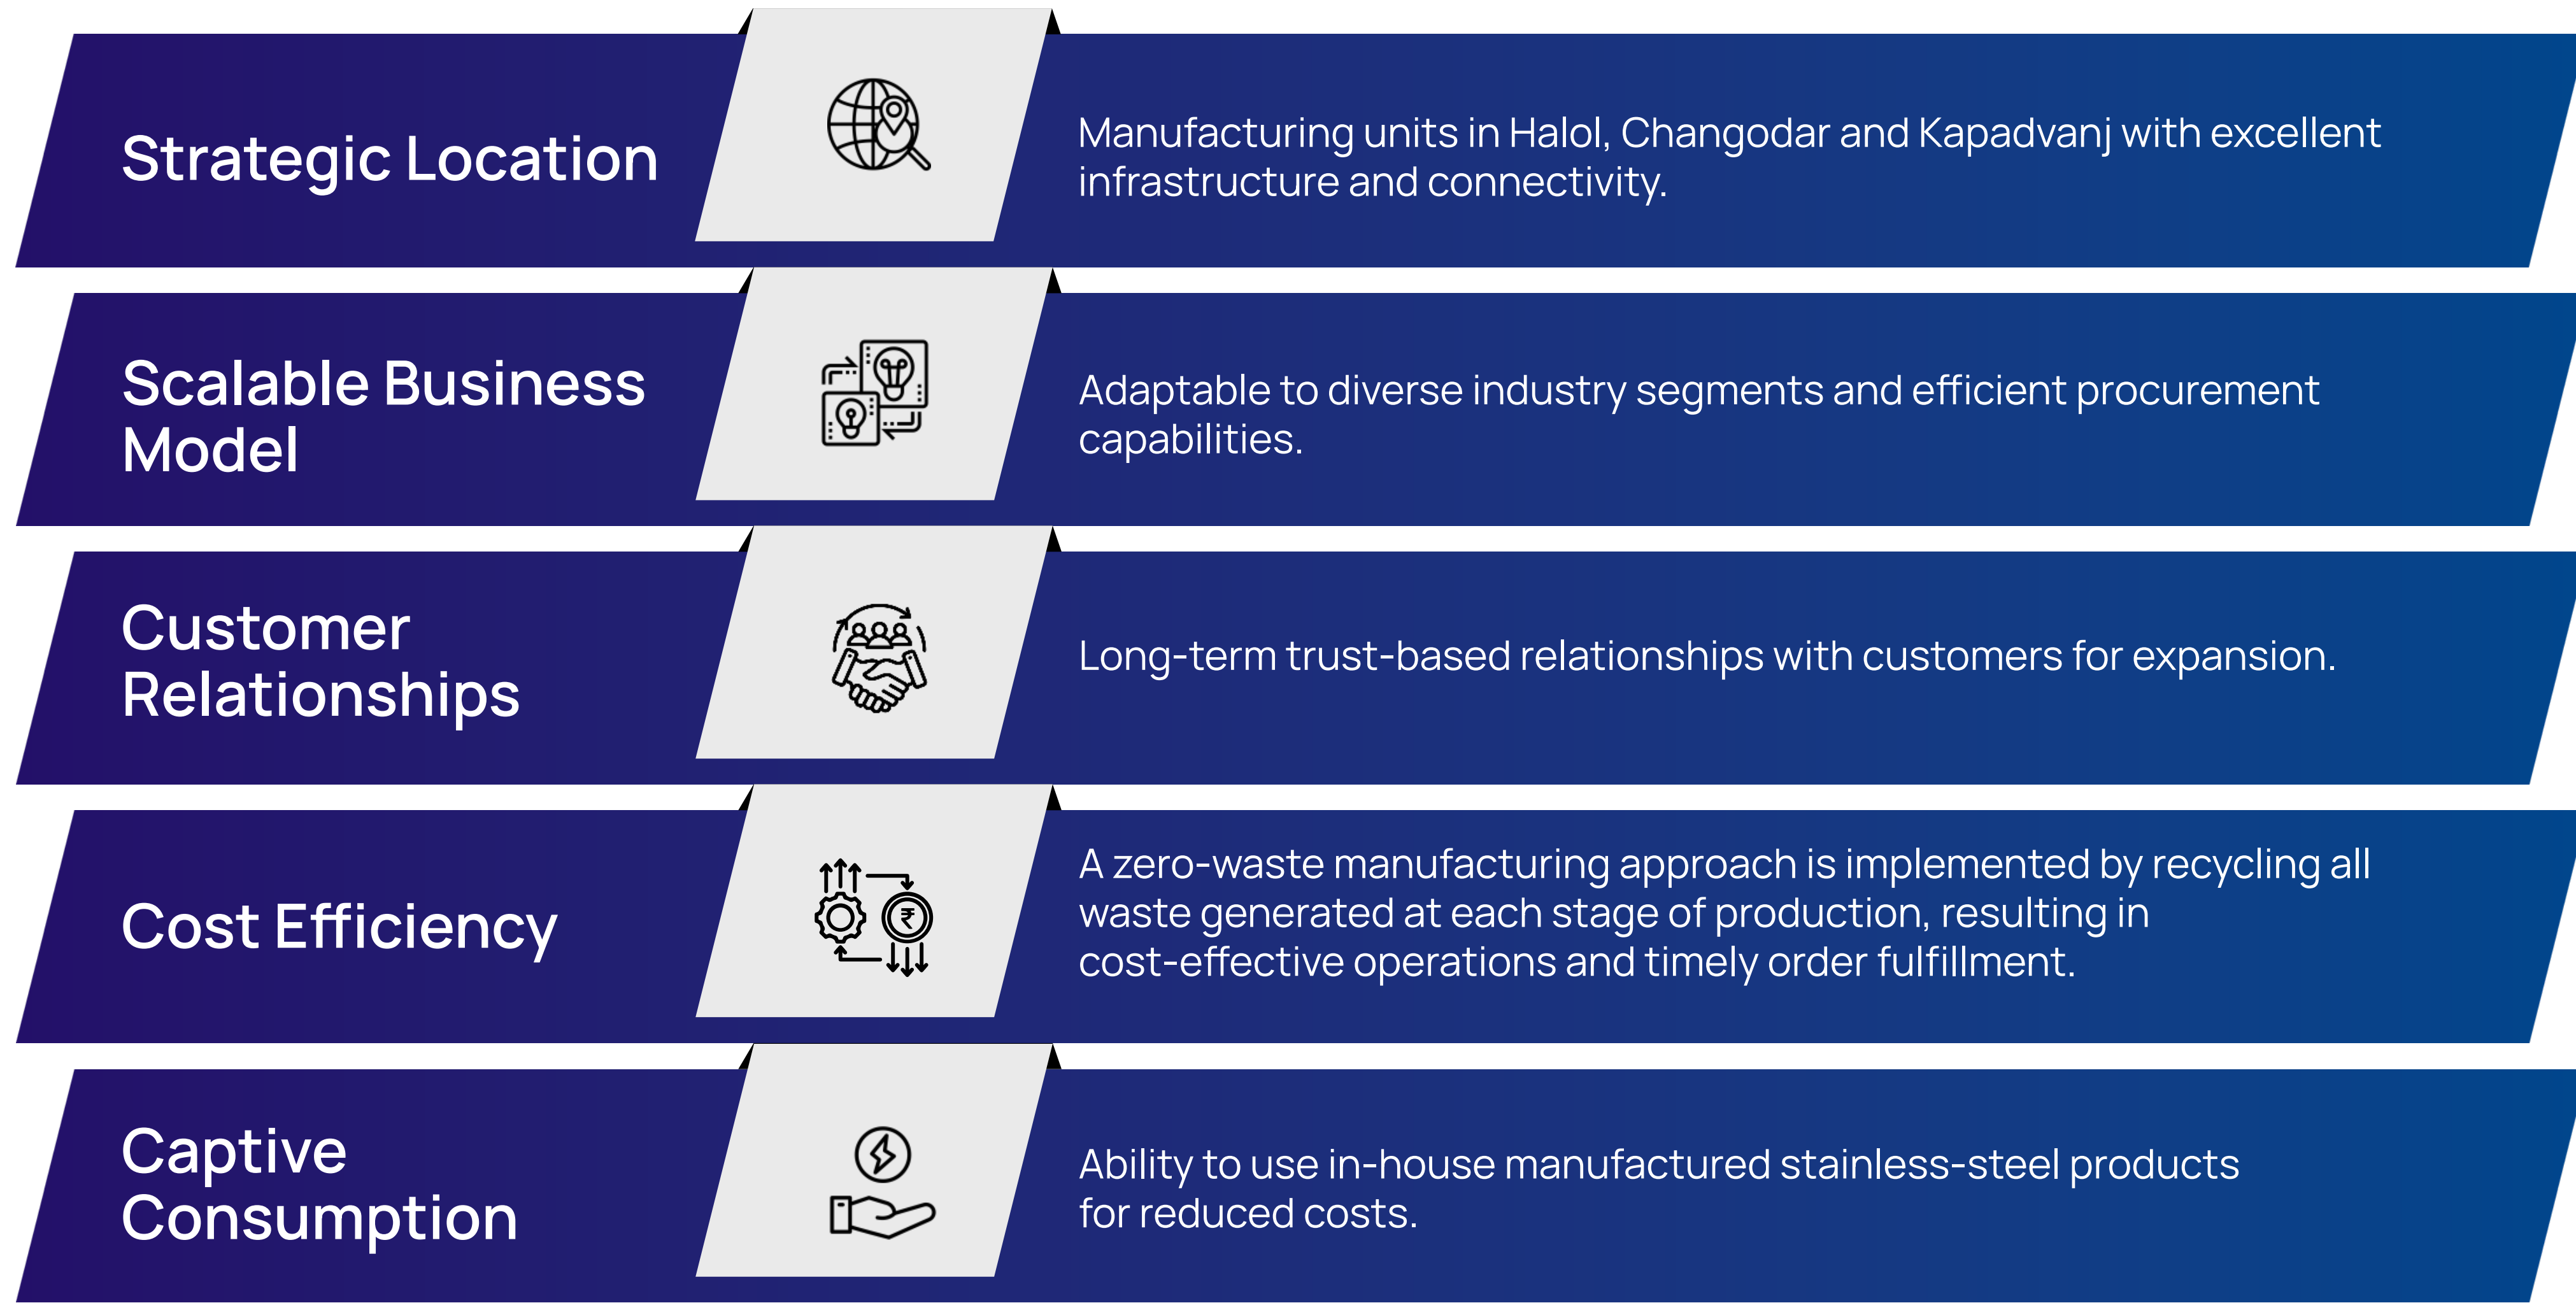 Strategic Location
Manufacturing units in Halol, Changodar and Kapadvanj with excellent
infrastructure and connectivity.
Scalable Business
Model
Adaptable to diverse industry segments and efficient procurement
capabilities.
Customer
Relationships
Long-term trust-based relationships with customers for expansion.
Cost Efficiency
₹
A zero-waste manufacturing approach is implemented by recycling all
waste generated at each stage of production, resulting in
cost-effective operations and timely order fulfillment.
Captive
Consumption
Ability to use in-house manufactured stainless-steel products
for reduced costs.